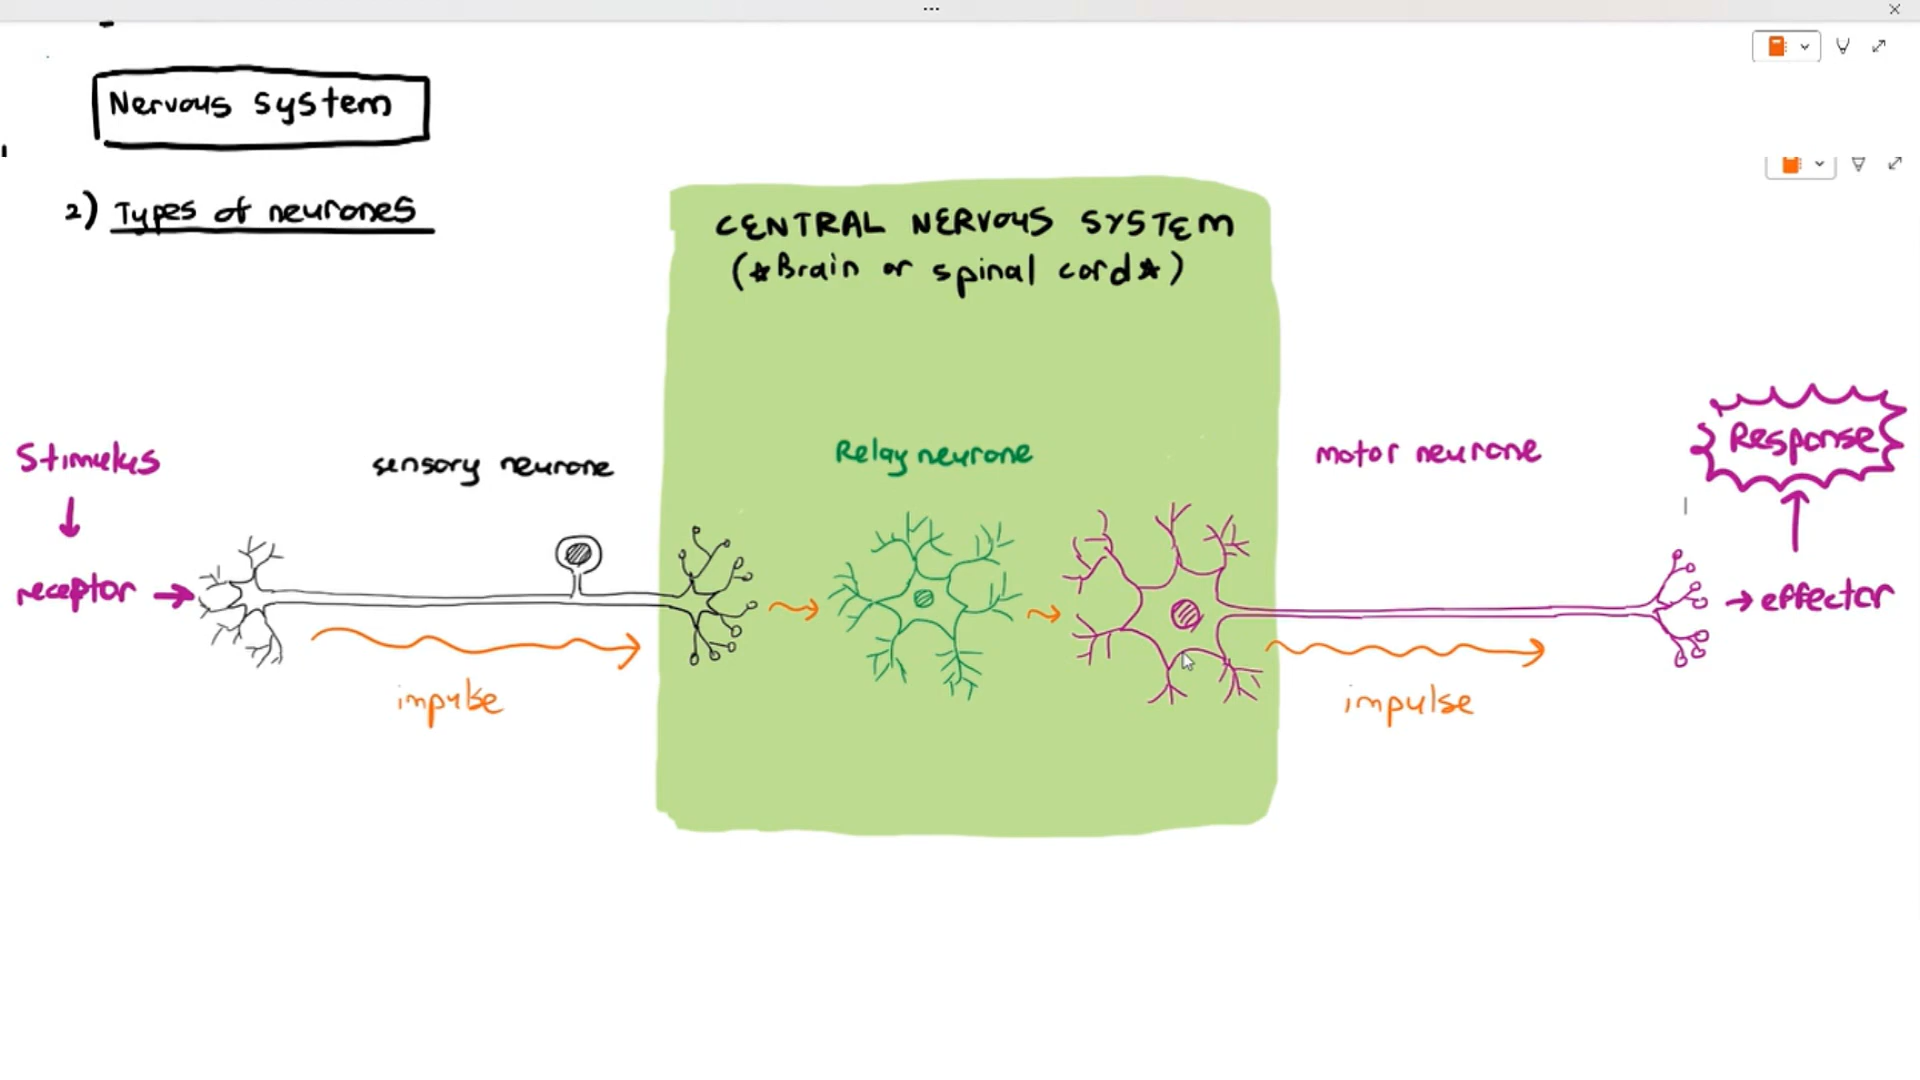 Nervous system
2) Types of neurones
CENTRAL NERVOUS SYSTEM
(*Brain or spinal cord*)
Stimulus
sensory neurone
Relay neurone
motor neurone
Response
receptor
effector
impulse
impulse